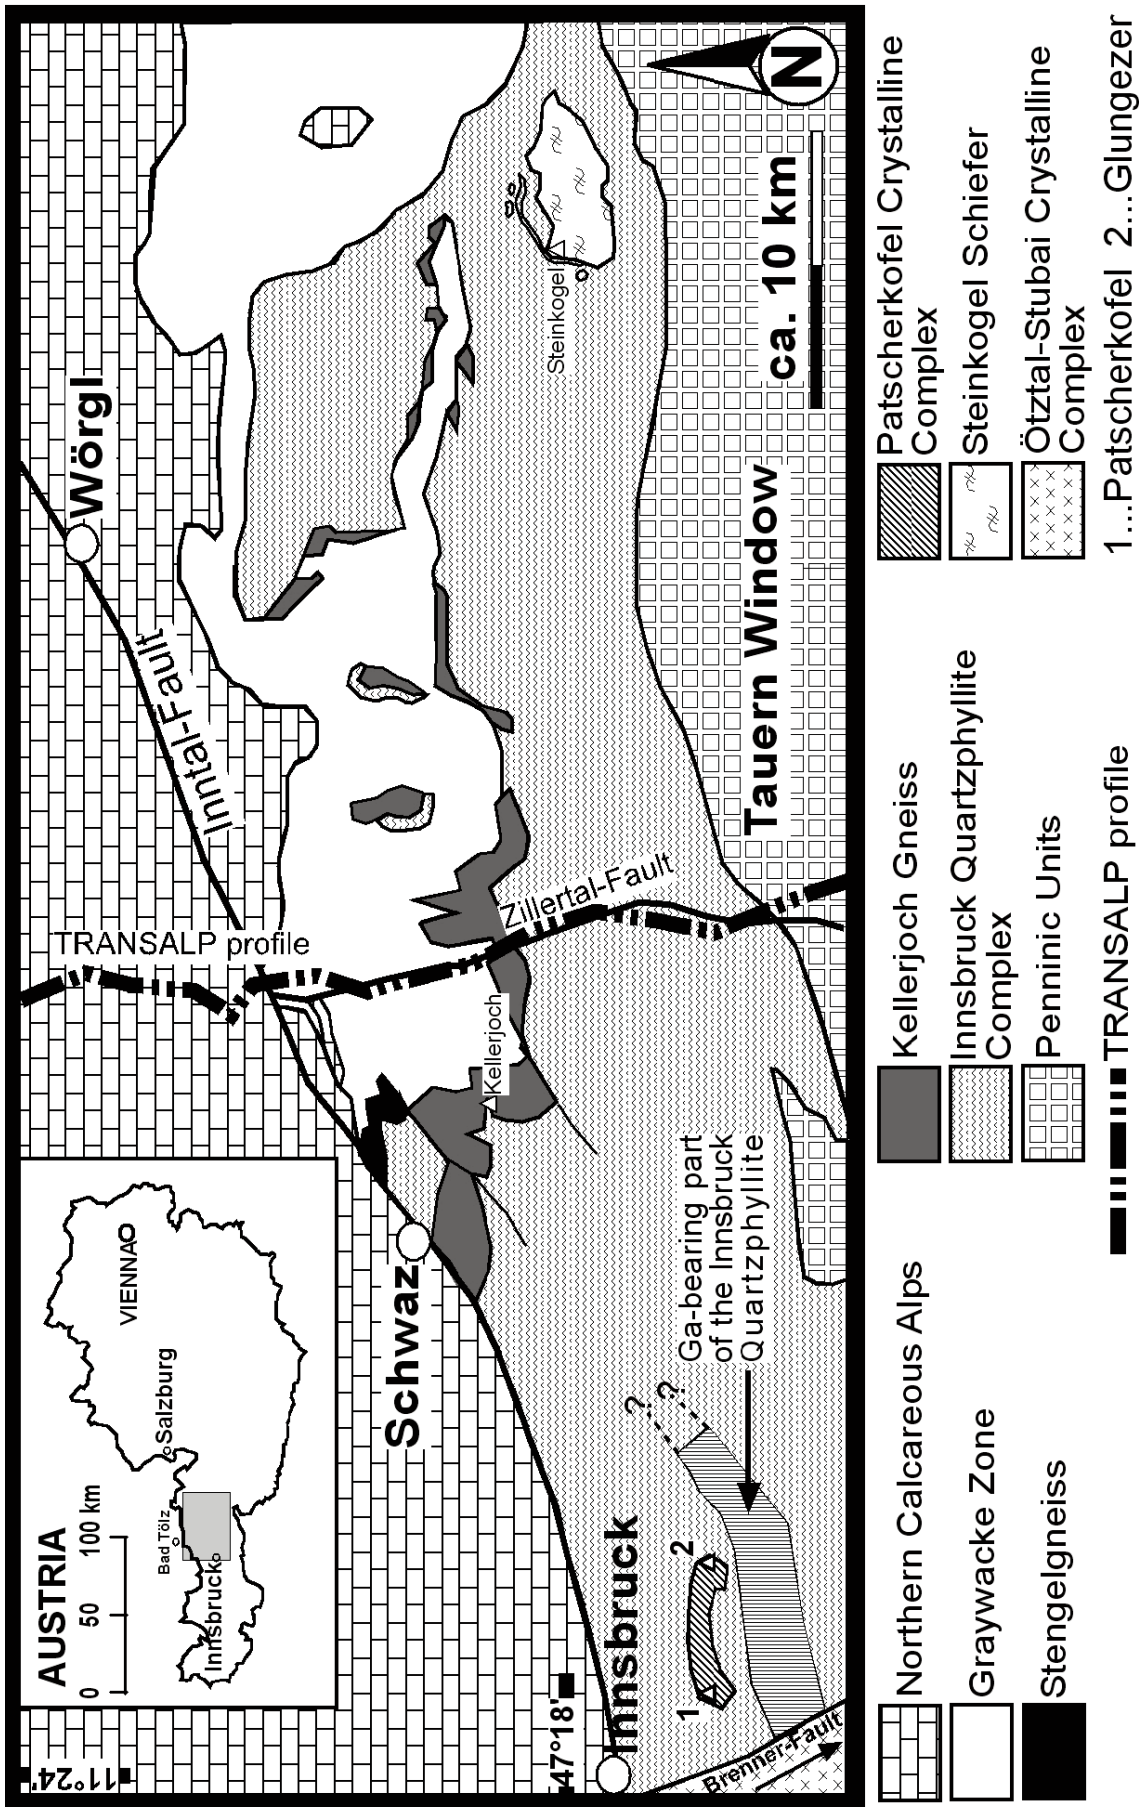 11°24'
47°18'
AUSTRIA
0 50 100 km
Bad Tölz
Salzburg
VIENNA
Innsbruck
TRANSALP profile
Inntal-Fault
Wörgl
Schwaz
Kellerjoch
Zillertal-Fault
Steinkogel
N
Innsbruck
1
2
?
?
Ga-bearing part
of the Innsbruck
Quartzphyllite
Brenner-Fault
Tauern Window
ca. 10 km
Northern Calcareous Alps
Graywacke Zone
Stengelgneiss
Kellerjoch Gneiss
Innsbruck Quartzphyllite
Complex
Penninic Units
TRANSALP profile
Patscherkofel Crystalline
Complex
Steinkogel Schiefer
Ötztal-Stubai Crystalline
Complex
1...Patscherkofel 2...Glungezer